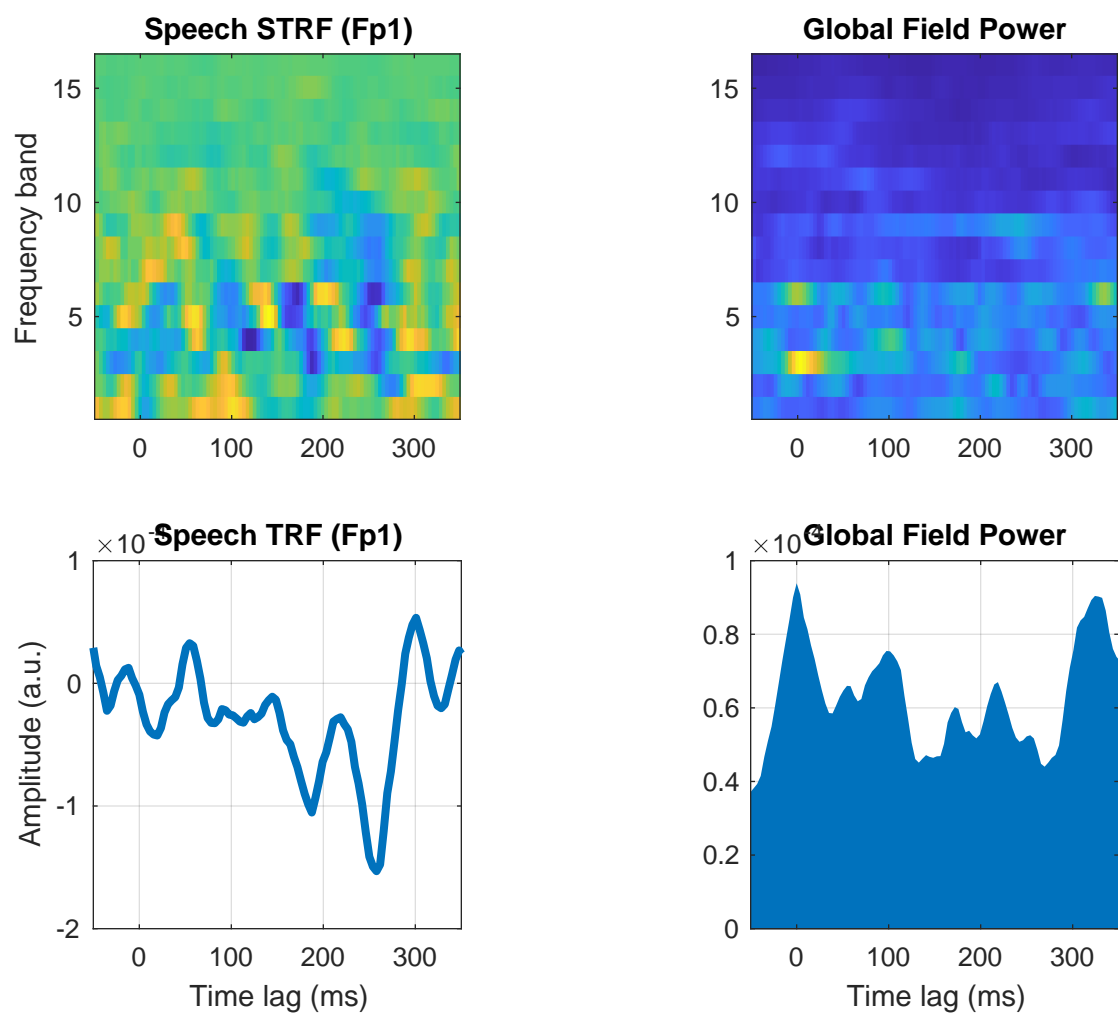 Speech STRF (Fp1)
Frequency band
15
10
5
0 100 200 300
Global Field Power
15
10
5
0 100 200 300
Speech TRF (Fp1)
×10
Amplitude (a.u.)
1
0
-1
-2
0 100 200 300
Time lag (ms)
Global Field Power
×10-4
1
0.8
0.6
0.4
0.2
0
0 100 200 300
Time lag (ms)